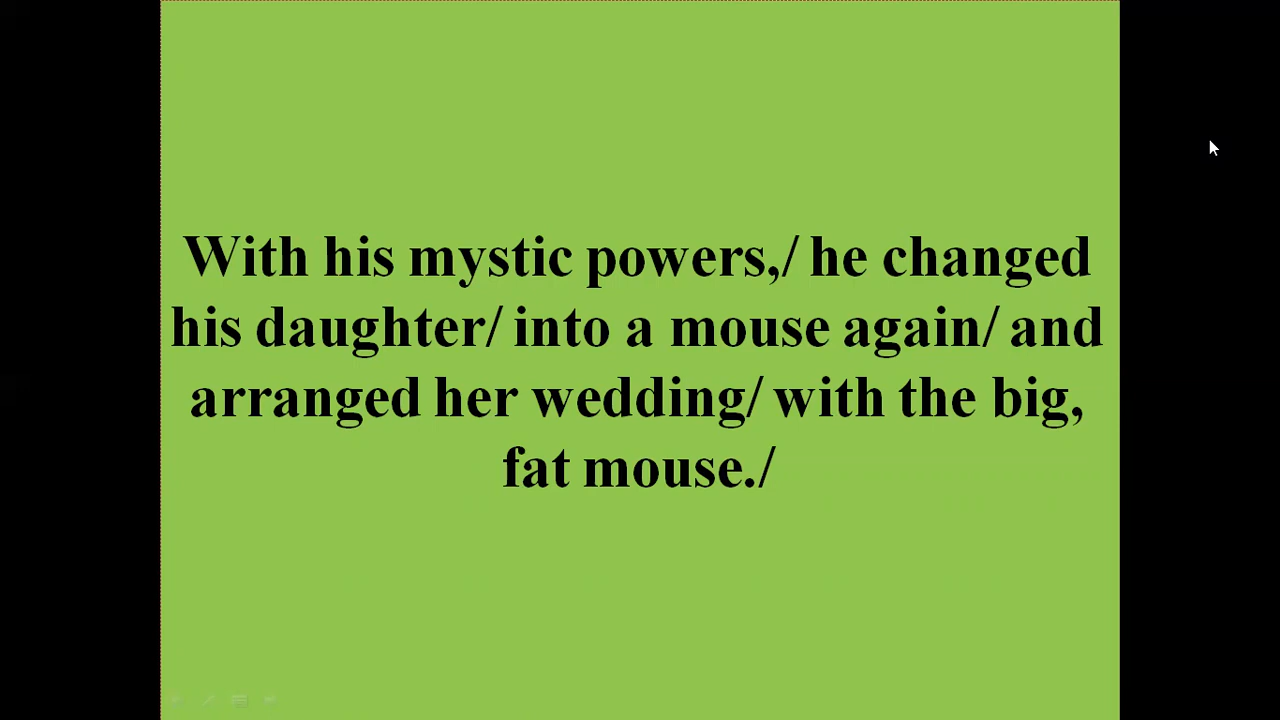 With his mystic powers,/ he changed
his daughter/ into a mouse again/ and
arranged her wedding/ with the big,
fat mouse./